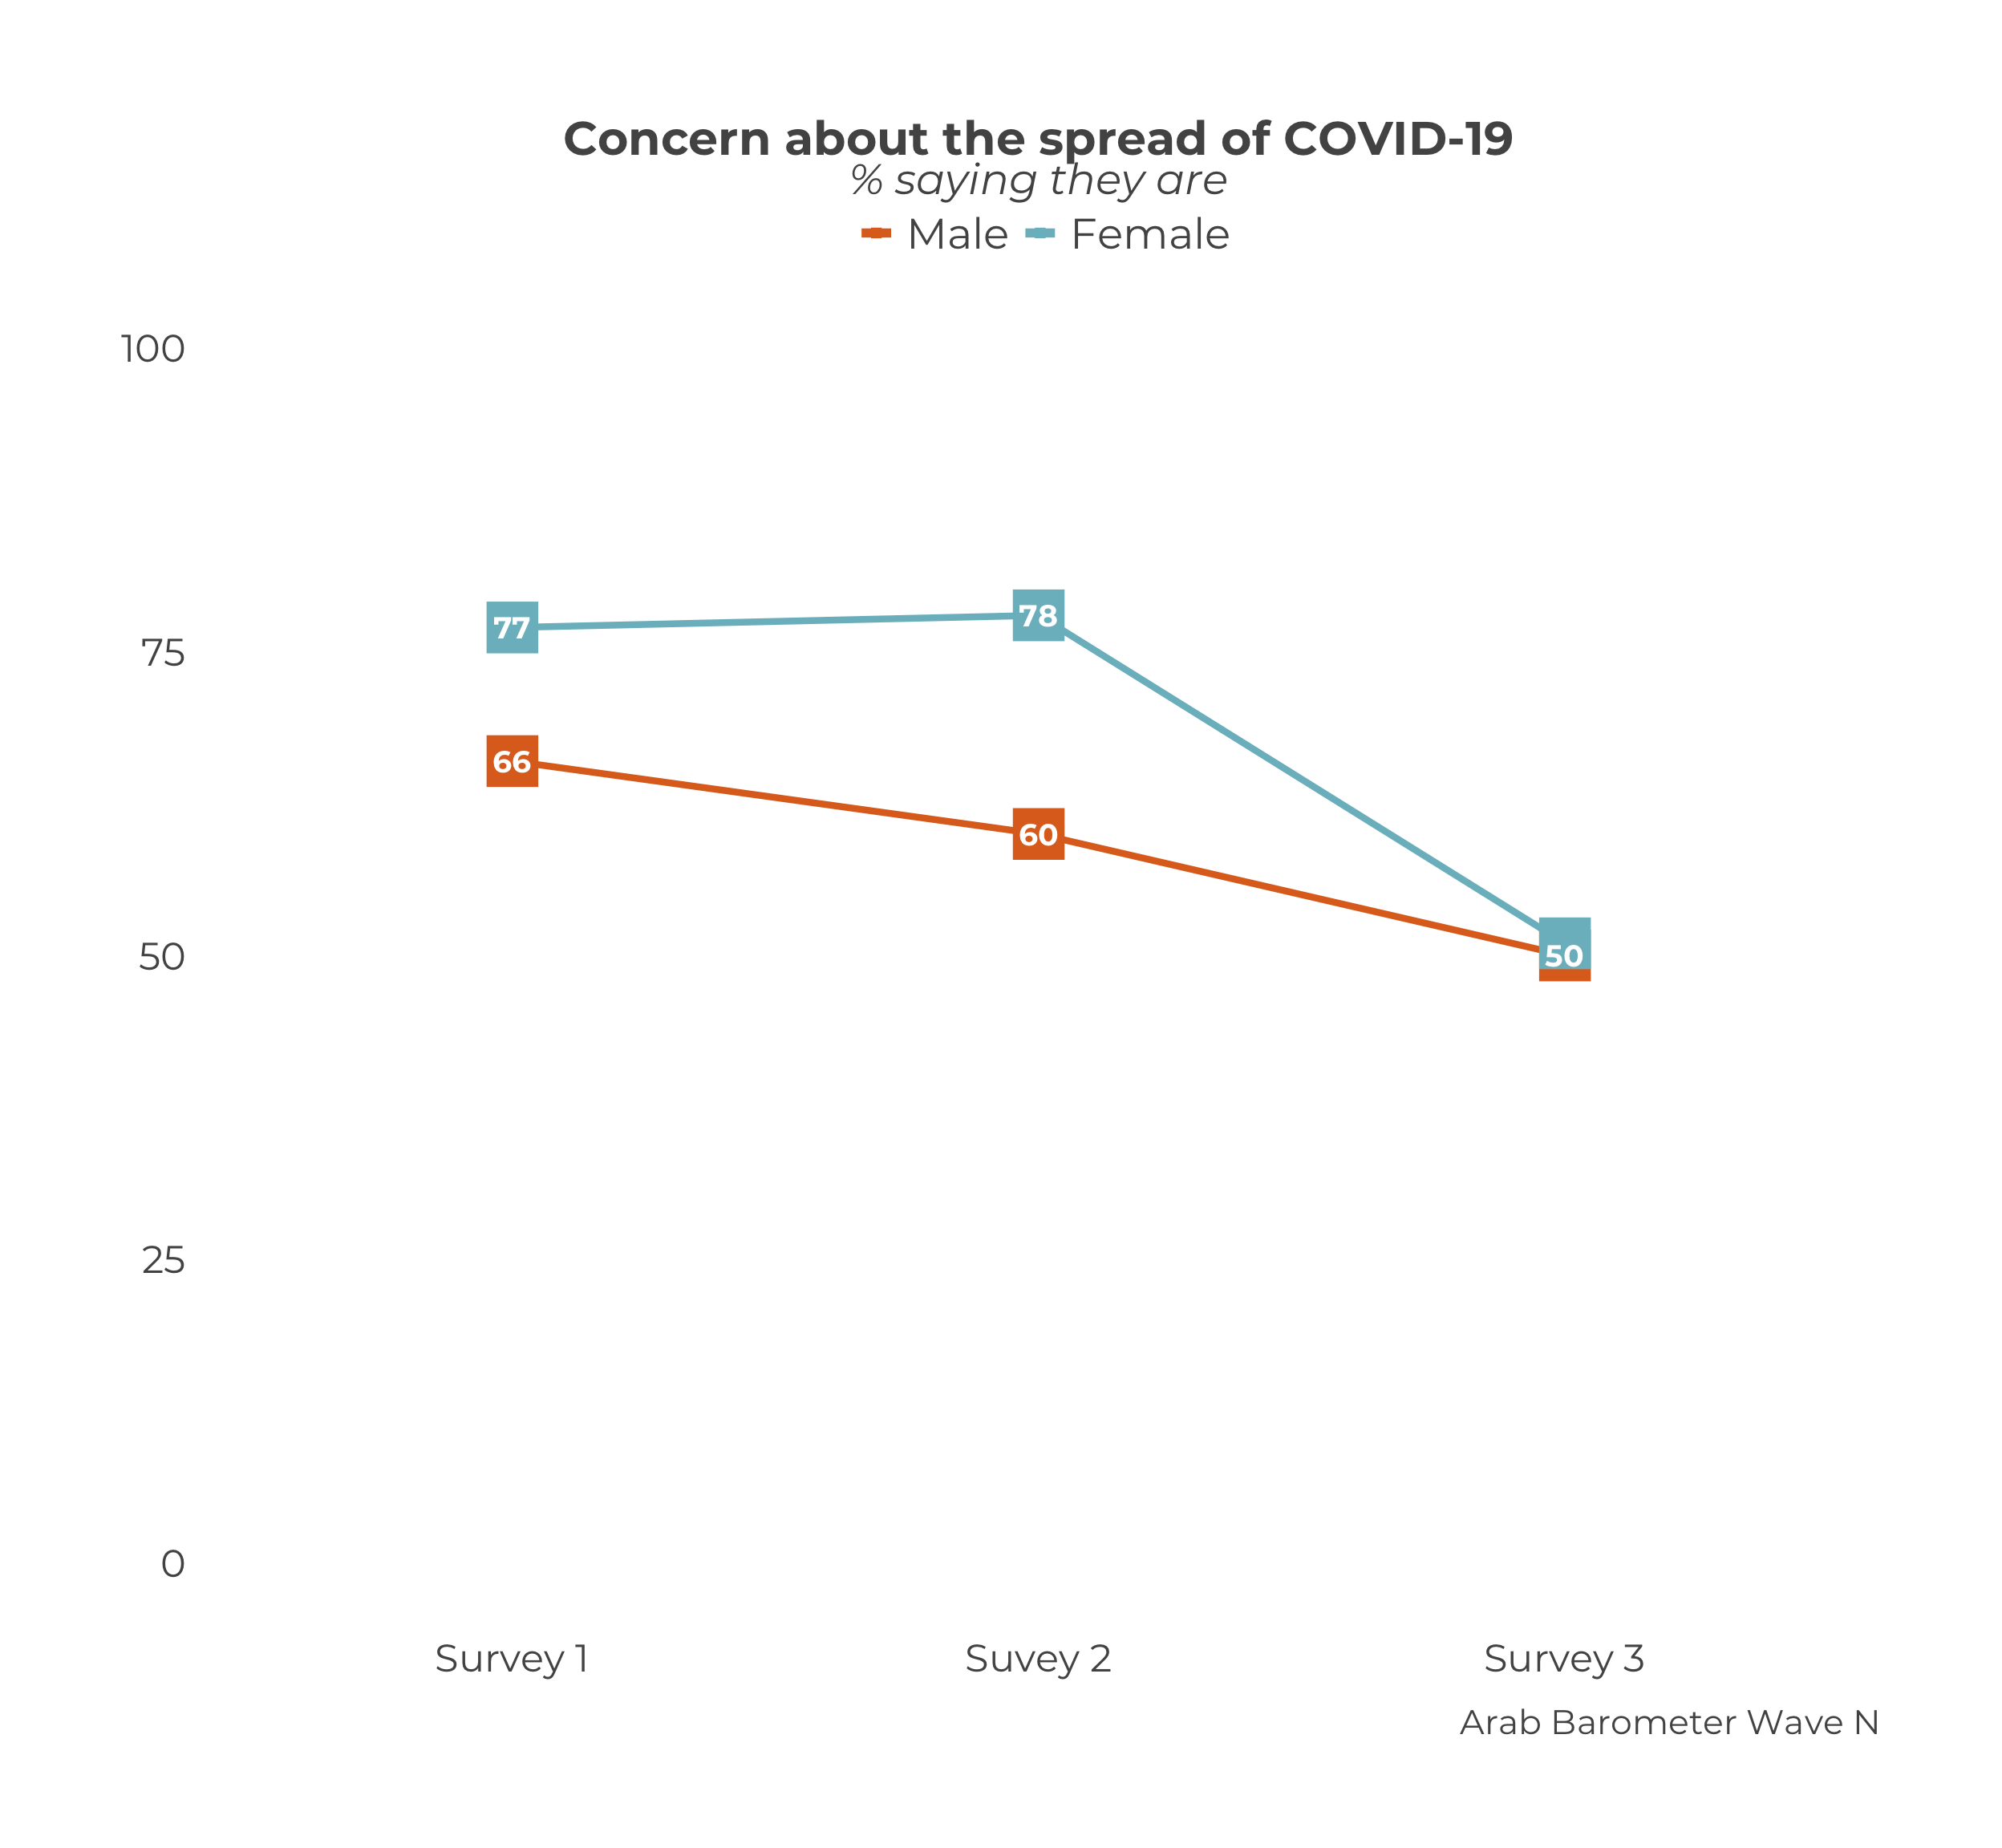 Concern about the spread of COVID-19
% saying they are
Male Female
100
77 78
75
66
60
50 50
25
0
Survey 1 Suvey 2 Survey 3
Arab Barometer Wave N